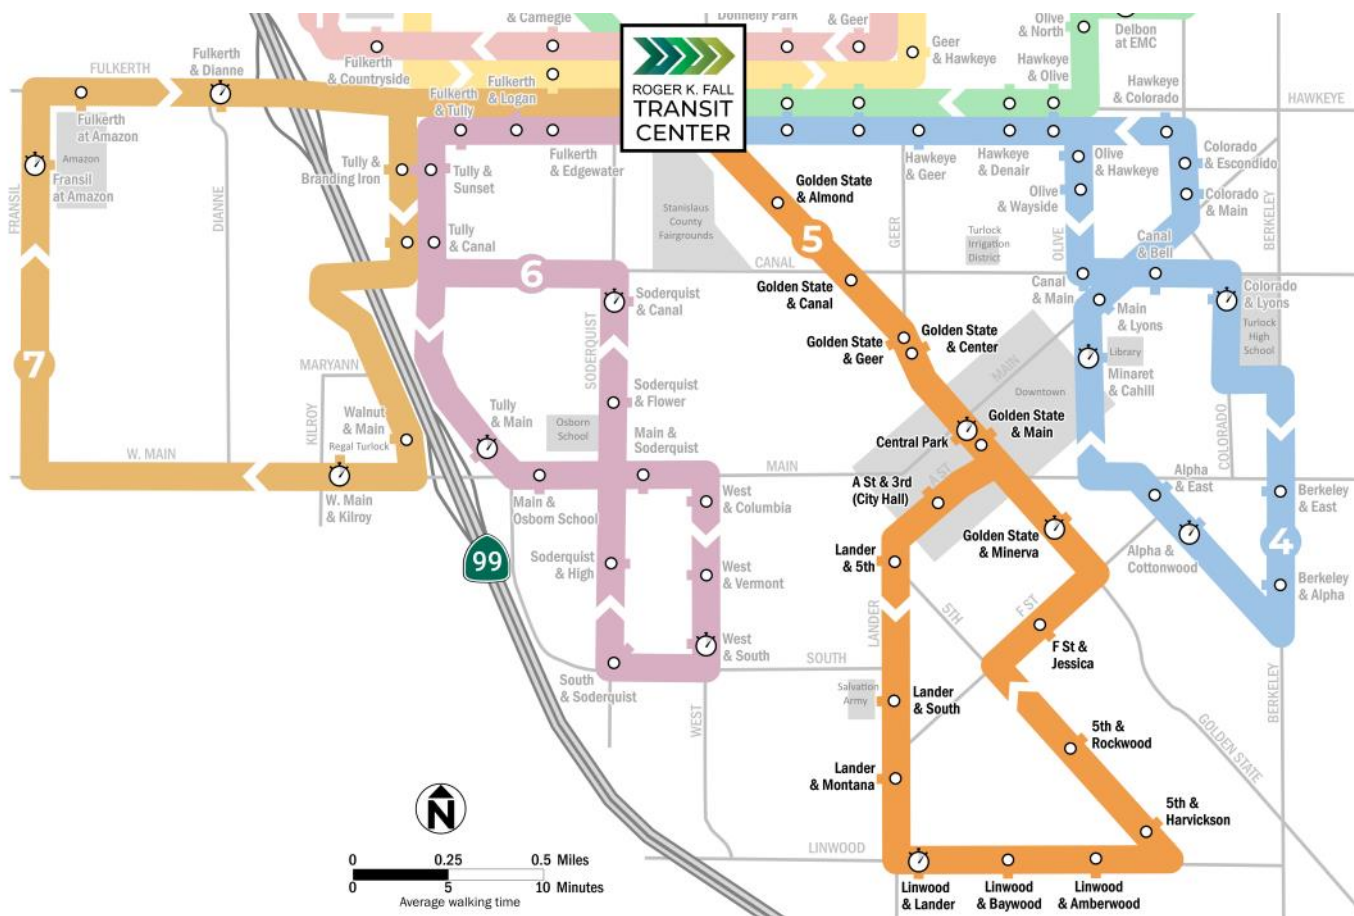 & Carnegie
Donnelly Park
& Geer
Olive
& North
Delbon
at EMC
Fulkerth
& Dianne
FULKERTH
Fulkerth
& Countyside
Fulkerth
& Logan
Fulkerth
& Tully
ROGER K. FALL
TRANSIT
CENTER
Geer
& Hawkeye
Hawkeye
& Olive
Hawkeye
& Colorado
HAWKEYE
Fulkerth
at Amazon
Amazon
Fransil
at Amazon
FRANSIL
DIANNE
Tully &
Branding Iron
Tully &
Sunset
Fulkerth
& Edgewater
Hawkeye
& Geer
Hawkeye
& Denair
Olive
& Hawkeye
Colorado
& Escondido
Olive
& Wayside
Colorado
& Main
Golden State
& Almond
Stanislaus
County
Fairgrounds
GEER
Turlock
Irrigation
District
OLIVE
BERKELEY
Tully
& Canal
5
Canal
& Bell
6
CANAL
Golden State
& Canal
Canal
& Main
Main
& Lyons
Colorado
& Lyons
Soderquist
& Canal
Turlock
High
School
SODERQUIST
Golden State
& Geer
Golden State
& Center
Library
Minaret
& Cahill
7
MARYANN
KILROY
MAIN
Downtown
Soderquist
& Flower
Walnut
& Main
Regal Turlock
Tully
& Main
Osborn
School
Main &
Soderquist
Central Park
Golden State
& Main
COLORADO
W. MAIN
MAIN
A ST
A St & 3rd
(City Hall)
Alpha
& East
Berkeley
& East
W. Main
& Kilroy
Main &
Osborn School
West
& Columbia
Golden State
& Minerva
Alpha &
Cottonwood
4
99
Soderquist
& High
West
& Vermont
Lander
& 5th
Berkeley
& Alpha
LANDER
5TH
F ST
West
& South
SOUTH
F St &
Jessica
South
& Soderquist
Salvation
Army
Lander
& South
WEST
BERKELEY
GOLDEN STATE
5th &
Rockwood
Lander
& Montana
5th &
Harvickson
N
LINWOOD
0 0.25 0.5 Miles
0 5 10 Minutes
Average walking time
Linwood
& Lander
Linwood
& Baywood
Linwood
& Amberwood